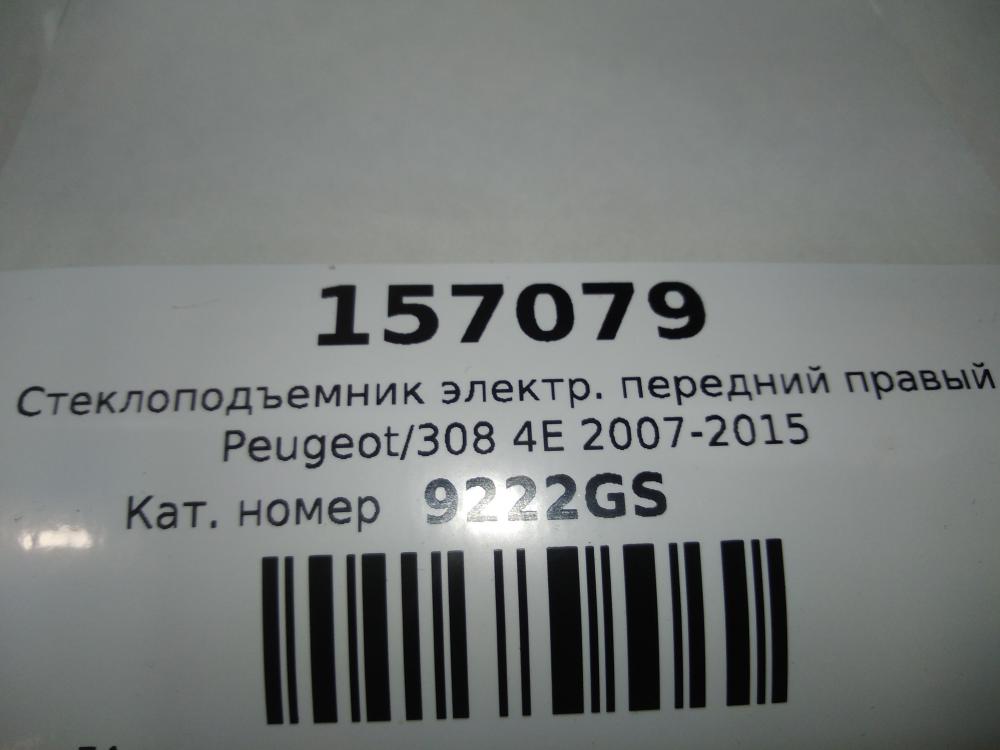 157079
Стеклоподъемник электр. передний правый
Peugeot/308 4E 2007-2015
Кат. номер 9222GS